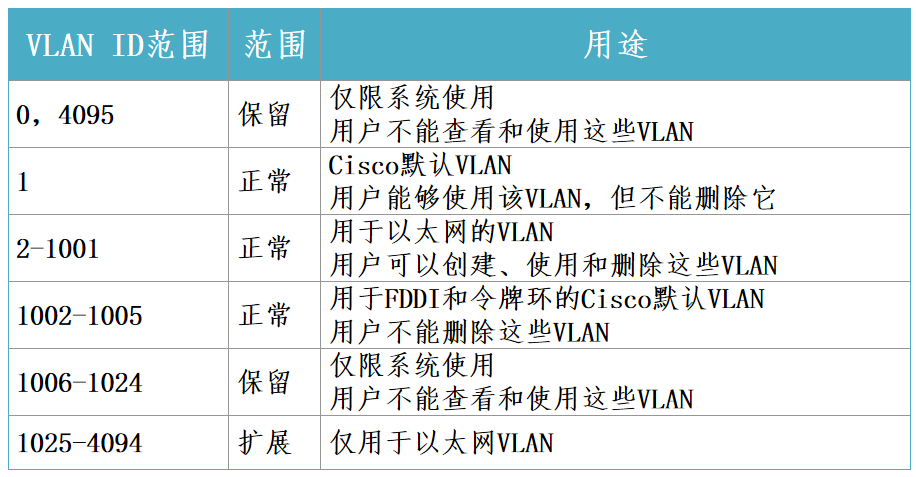 VLAN ID范围 范围 用途
0，4095 保留 仅限系统使用
用户不能查看和使用这些VLAN
1 正常 Cisco默认VLAN
用户能够使用该VLAN，但不能删除它
2-1001 正常 用于以太网的VLAN
用户可以创建、使用和删除这些VLAN
1002-1005 正常 用于FDDI和令牌环的Cisco默认VLAN
用户不能删除这些VLAN
1006-1024 保留 仅限系统使用
用户不能查看和使用这些VLAN
1025-4094 扩展 仅用于以太网VLAN